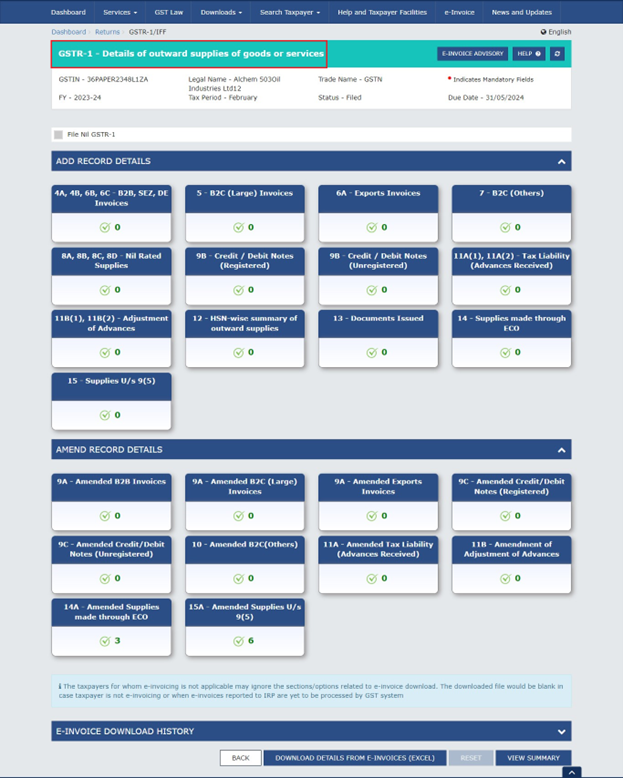 Dashboard Services GST Law Downloads Search Taxpayer Help and Taxpayer Facilities e-Invoice News and Updates
Dashboard Returns GSTR-1/IFF English
GSTR-1 - Details of outward supplies of goods or services E-INVOICE ADVISORY HELP
GSTIN - 36PAPER2348L1ZA Legal Name - Alchem 503Oil Trade Name - GSTN * Indicates Mandatory Fields
Industries Ltd12
FY - 2023-24 Tax Period - February Status - Filed Due Date - 31/05/2024
File Nil GSTR-1
ADD RECORD DETAILS
4A, 4B, 6B, 6C - B2B, SEZ, DE 5 - B2C (Large) Invoices 6A - Exports Invoices 7 - B2C (Others)
Invoices
0 0 0 0
8A, 8B, 8C, 8D - Nil Rated 9B - Credit / Debit Notes 9B - Credit / Debit Notes 11A(1), 11A(2) - Tax Liability
Supplies (Registered) (Unregistered) (Advances Received)
0 0 0 0
11B(1), 11B(2) - Adjustment 12 - HSN-wise summary of 13 - Documents Issued 14 - Supplies made through
of Advances outward supplies ECO
0 0 0 0
15 - Supplies U/s 9(5)
0
AMEND RECORD DETAILS
9A - Amended B2B Invoices 9A - Amended B2C (Large) 9A - Amended Exports 9C - Amended Credit/Debit
Invoices Invoices Notes (Registered)
0 0 0 0
9C - Amended Credit/Debit 10 - Amended B2C(Others) 11A - Amended Tax Liability 11B - Amendment of
Notes (Unregistered) (Advances Received) Adjustment of Advances
0 0 0 0
14A - Amended Supplies 15A - Amended Supplies U/s
made through ECO 9(5)
3 6
The taxpayers for whom e-invoicing is not applicable may ignore the sections/options related to e-invoice download. The downloaded file would be blank in
case taxpayer is not e-invoicing or when e-invoices reported to IRP are yet to be processed by GST system
E-INVOICE DOWNLOAD HISTORY
BACK DOWNLOAD DETAILS FROM E-INVOICES (EXCEL) RESET VIEW SUMMARY